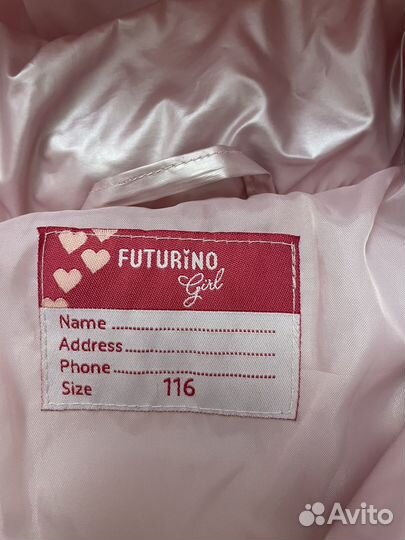 FUTURiNO
Girl
Name ..............................
Address...........................
Phone..............................
Size 116
Avito